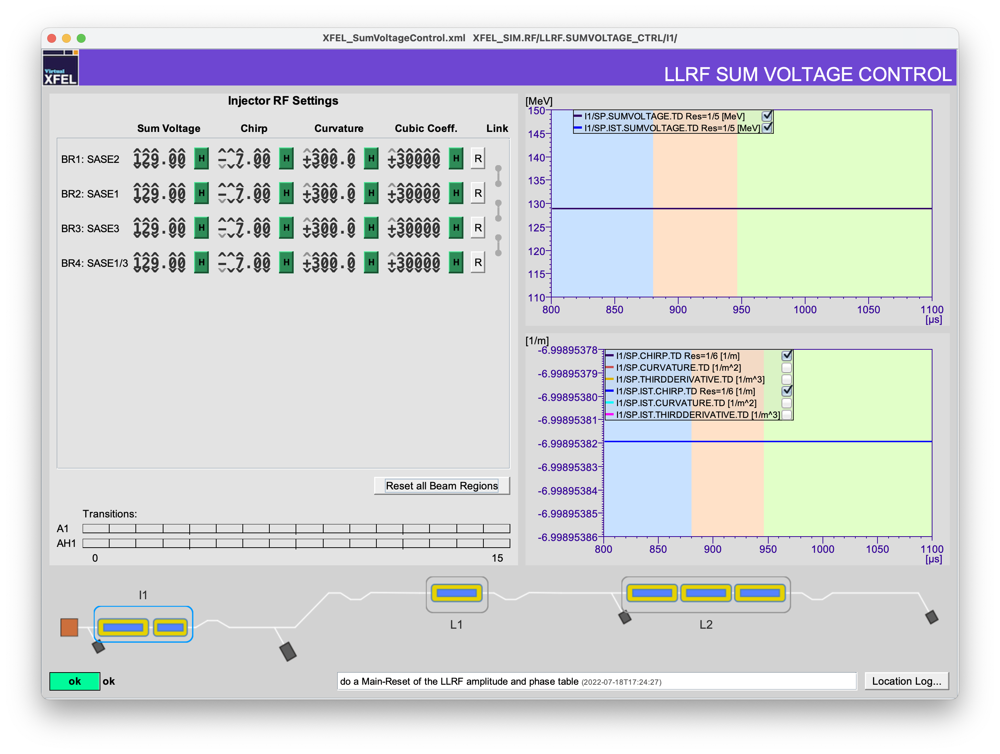 XFEL_SumVoltageControl.xml XFEL_SIM.RF/LLRF.SUMVOLTAGE_CTRL/I1/
Virtual
XFEL
LLRF SUM VOLTAGE CONTROL
Injector RF Settings
Sum Voltage Chirp Curvature Cubic Coeff. Link
BR1: SASE2 129.00 H - 7.00 H +300.0 H +30000 H R
BR2: SASE1 129.00 H - 7.00 H +300.0 H +30000 H R
BR3: SASE3 129.00 H - 7.00 H +300.0 H +30000 H R
BR4: SASE1/3 129.00 H - 7.00 H +300.0 H +30000 H R
Reset all Beam Regions
Transitions:
A1
AH1
0 15
[MeV]
150
145
140
135
130
125
120
115
110
I1/SP.SUMVOLTAGE.TD Res=1/5 [MeV]
I1/SP.IST.SUMVOLTAGE.TD Res=1/5 [MeV]
800 850 900 950 1000 1050 1100
[µs]
[1/m]
-6.99895378
-6.99895379
-6.99895380
-6.99895381
-6.99895382
-6.99895383
-6.99895384
-6.99895385
-6.99895386
I1/SP.CHIRP.TD Res=1/6 [1/m]
I1/SP.CURVATURE.TD [1/m^2]
I1/SP.THIRDDERIVATIVE.TD [1/m^3]
I1/SP.IST.CHIRP.TD Res=1/6 [1/m]
I1/SP.IST.CURVATURE.TD [1/m^2]
I1/SP.IST.THIRDDERIVATIVE.TD [1/m^3]
800 850 900 950 1000 1050 1100
[µs]
I1
L1
L2
ok ok
do a Main-Reset of the LLRF amplitude and phase table (2022-07-18T17:24:27)
Location Log...